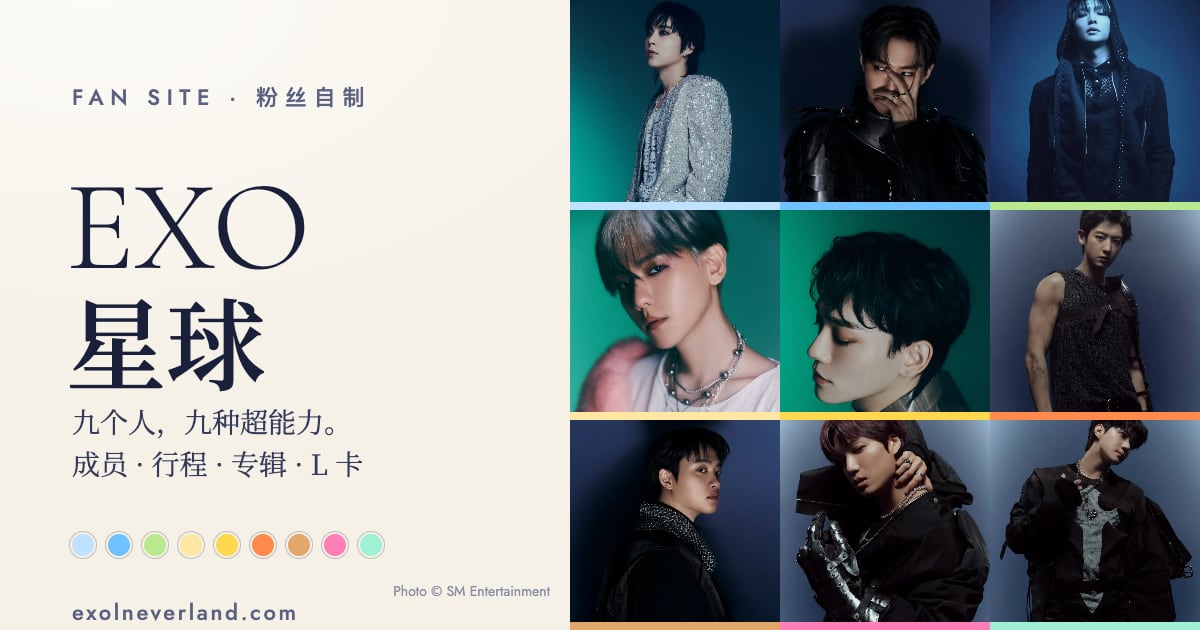 FAN SITE · 粉丝自制
EXO
星球
九个人，九种超能力。
成员 · 行程 · 专辑 · L 卡
Photo © SM Entertainment
exolneverland.com